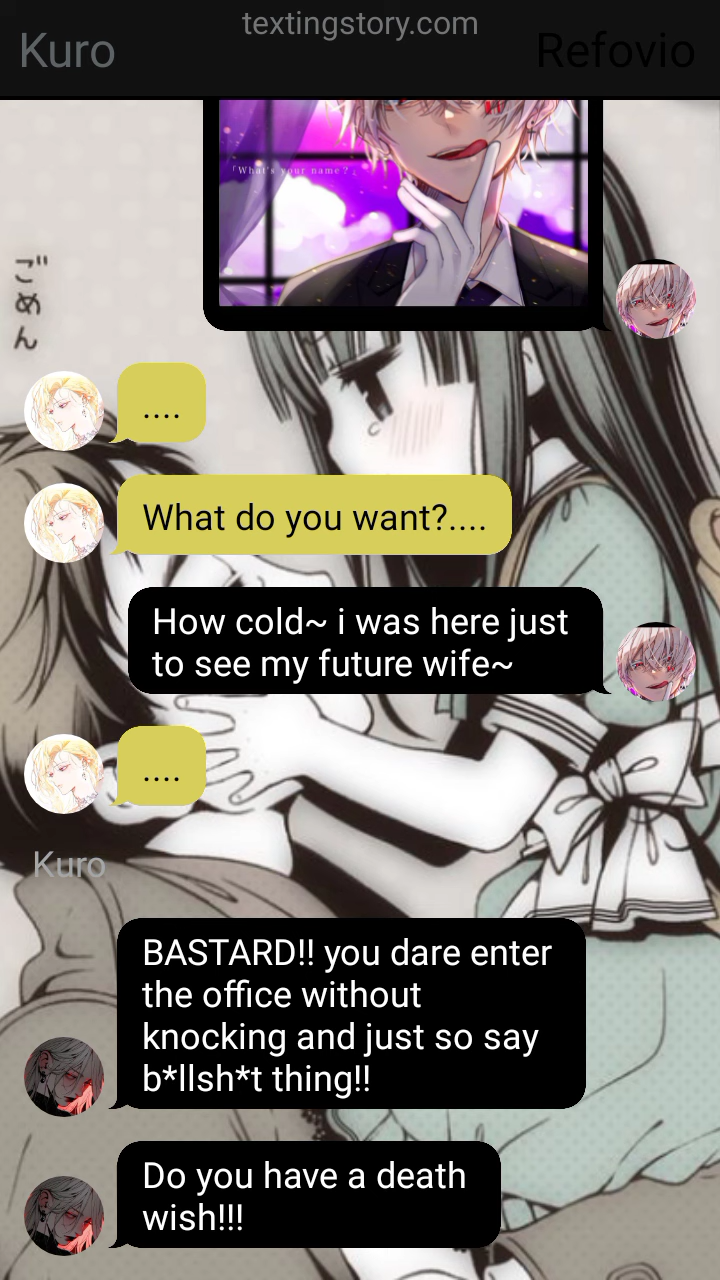 textingstory.com
Kuro
Refovio
「What's your name？」
ごめん
....
What do you want?....
How cold~ i was here just
to see my future wife~
....
Kuro
BASTARD!! you dare enter
the office without
knocking and just so say
b*llsh*t thing!!
Do you have a death
wish!!!